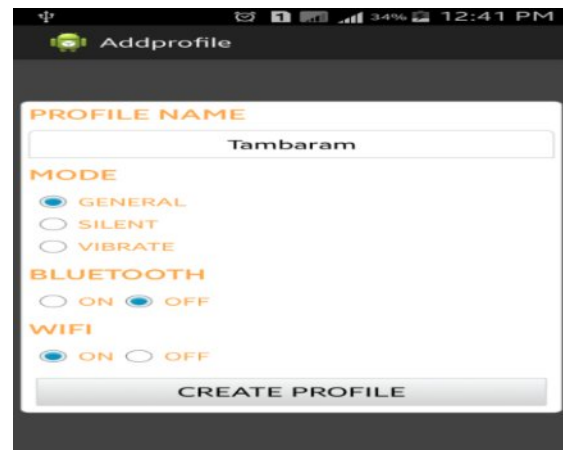 1 34% 12:41 PM
Addprofile
PROFILE NAME
Tambaram
MODE
GENERAL
SILENT
VIBRATE
BLUETOOTH
ON OFF
WIFI
ON OFF
CREATE PROFILE